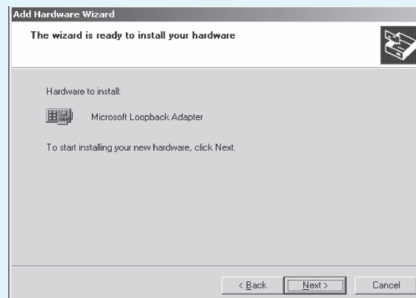 Add Hardware Wizard
The wizard is ready to install your hardware
Hardware to install:
Microsoft Loopback Adapter
To start installing your new hardware, click Next.
< Back Next > Cancel